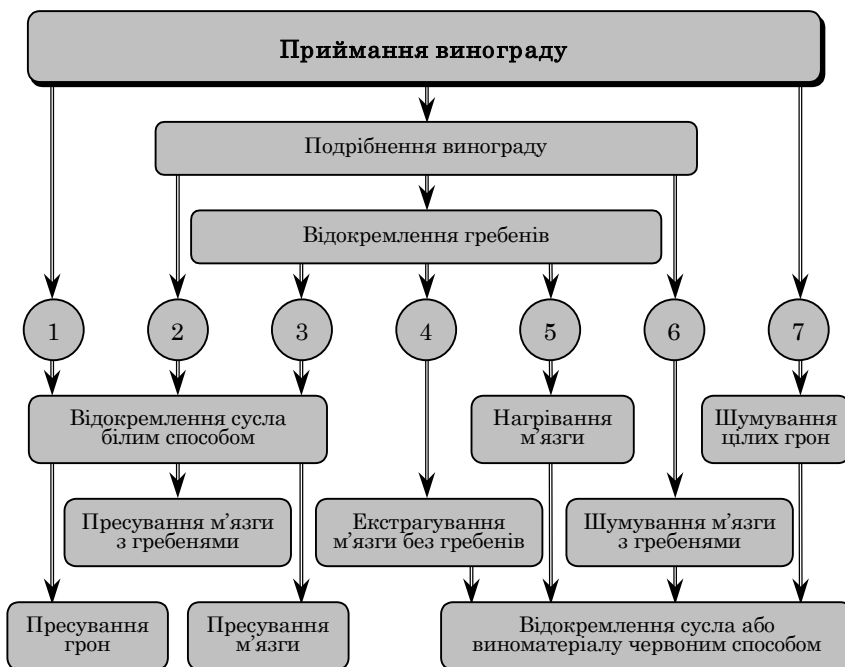 Приймання винограду
Подрібнення винограду
Відокремлення гребенів
1
2
3
4
5
6
7
Відокремлення сусла
білим способом
Нагрівання
м'язги
Шумування
цілих грон
Пресування м'язги
з гребенями
Екстрагування
м'язги без гребенів
Шумування м'язги
з гребенями
Пресування
грон
Пресування
м'язги
Відокремлення сусла або
виноматеріалу червоним способом